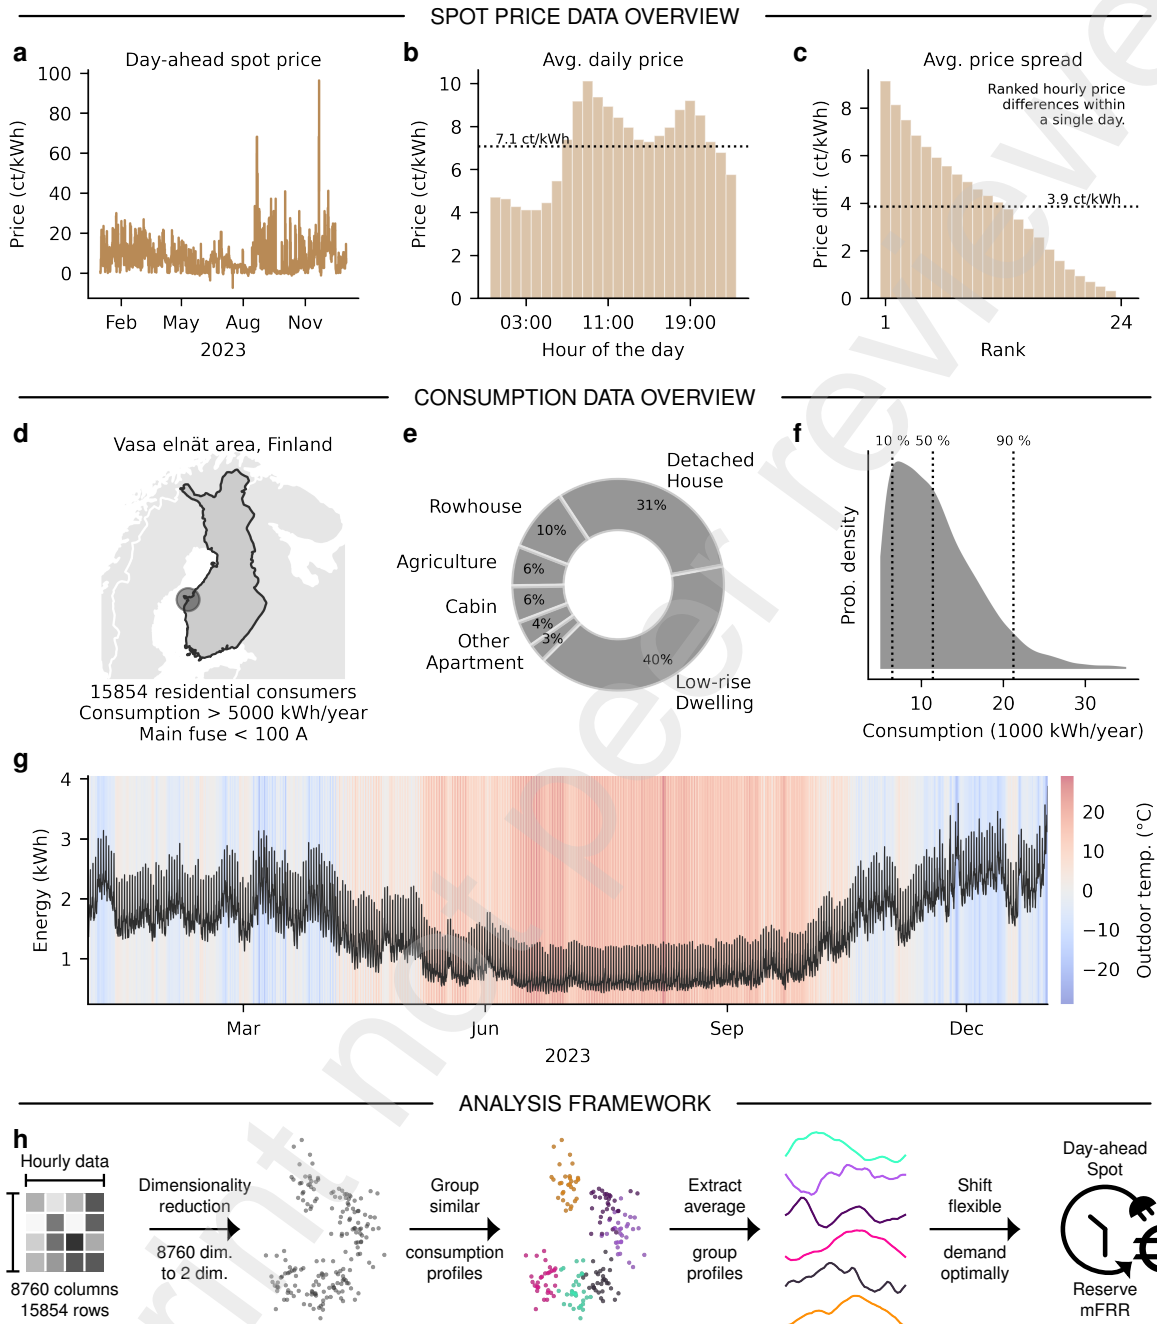 SPOT PRICE DATA OVERVIEW
a
Day-ahead spot price
Price (ct/kWh)
100
80
60
40
20
0
Feb May Aug Nov
2023
b
Avg. daily price
Price (ct/kWh)
10
8
6
4
2
0
7.1 ct/kWh
03:00 11:00 19:00
Hour of the day
c
Avg. price spread
Ranked hourly price
differences within
a single day.
Price diff. (ct/kWh)
8
6
4
2
0
3.9 ct/kWh
1 24
Rank
CONSUMPTION DATA OVERVIEW
d
Vasa elnät area, Finland
15854 residential consumers
Consumption > 5000 kWh/year
Main fuse < 100 A
e
Detached
House
31%
Rowhouse
10%
Agriculture
6%
Cabin
6%
Other
4%
Apartment
3%
40%
Low-rise
Dwelling
f
10 % 50 % 90 %
Prob. density
10 20 30
Consumption (1000 kWh/year)
g
Energy (kWh)
4
3
2
1
Mar Jun Sep Dec
2023
20
10
0
−10
−20
Outdoor temp. (°C)
ANALYSIS FRAMEWORK
h
Hourly data
8760 columns
15854 rows
Dimensionality
reduction
8760 dim.
to 2 dim.
Group
similar
consumption
profiles
Extract
average
group
profiles
Shift
flexible
demand
optimally
Day-ahead
Spot
Reserve
mFRR
print not peer reviewe